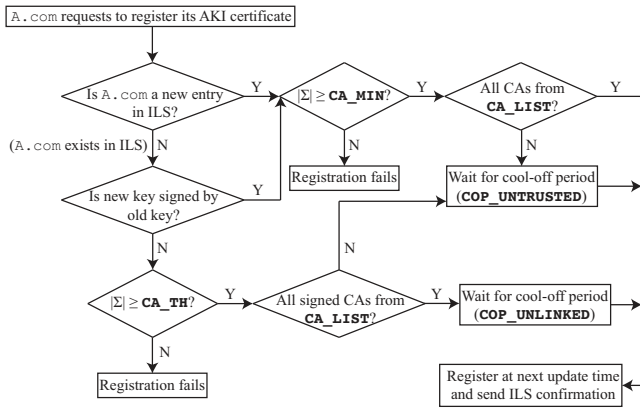 A.com requests to register its AKI certificate
Is A.com a new entry
in ILS?
Y
|Σ| ≥ CA_MIN?
Y
All CAs from
CA_LIST?
Y
(A.com exists in ILS)
N
N
N
Registration fails
Wait for cool-off period
(COP_UNTRUSTED)
Is new key signed by
old key?
Y
N
N
|Σ| ≥ CA_TH?
Y
All signed CAs from
CA_LIST?
Y
Wait for cool-off period
(COP_UNLINKED)
N
Registration fails
Register at next update time
and send ILS confirmation